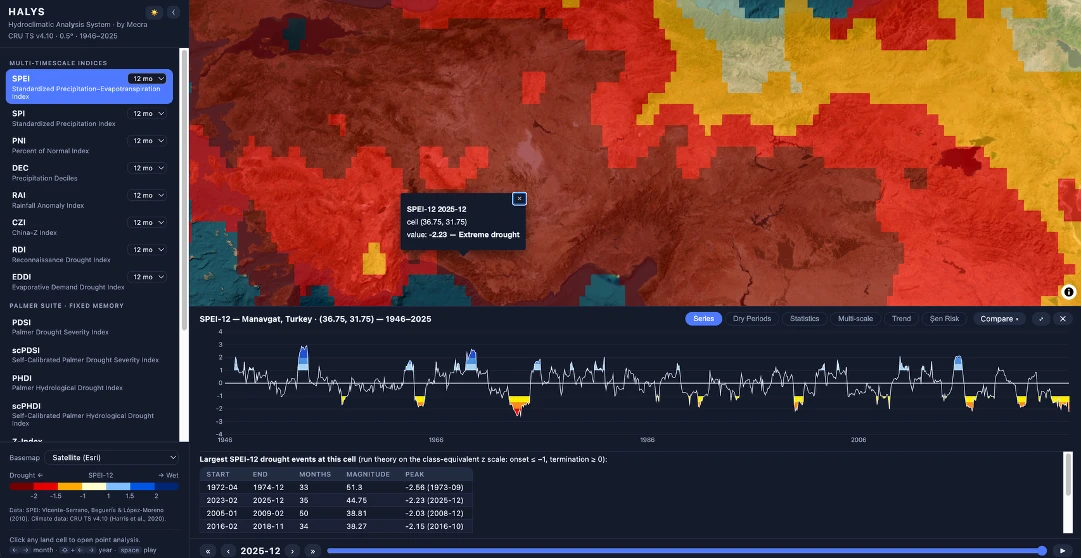 HALYS
Hydroclimatic Analysis System · by Mecra
CRU TS v4.10 · 0.5° · 1946–2025
MULTI-TIMESCALE INDICES
SPEI 12 mo
Standardized Precipitation-Evapotranspiration
Index
SPI 12 mo
Standardized Precipitation Index
PNI 12 mo
Percent of Normal Index
DEC 12 mo
Precipitation Deciles
RAI 12 mo
Rainfall Anomaly Index
CZI 12 mo
China-Z Index
RDI 12 mo
Reconnaissance Drought Index
EDDI 12 mo
Evaporative Demand Drought Index
PALMER SUITE · FIXED MEMORY
PDSI
Palmer Drought Severity Index
scPDSI
Self-Calibrated Palmer Drought Severity Index
PHDI
Palmer Hydrological Drought Index
scPHDI
Self-Calibrated Palmer Hydrological Drought
Index
Z-Index
Basemap Satellite (Esri)
Drought ← SPEI-12 → Wet
-2 -1.5 -1 1 1.5 2
Data: SPEI: Vicente-Serrano, Beguería & López-Moreno
(2010). Climate data: CRU TS v4.10 (Harris et al., 2020).
Click any land cell to open point analysis.
← → month · ⇧ + ← → year · space play
SPEI-12 2025-12
cell (36.75, 31.75)
value: -2.23 — Extreme drought
SPEI-12 — Manavgat, Turkey · (36.75, 31.75) — 1946–2025
Series Dry Periods Statistics Multi-scale Trend Şen Risk Compare
4
3
2
1
0
-1
-2
-3
-4
1946 1966 1986 2006
Largest SPEI-12 drought events at this cell (run theory on the class-equivalent z scale: onset ≤ −1, termination ≥ 0):
START END MONTHS MAGNITUDE PEAK
1972-04 1974-12 33 51.3 -2.56 (1973-09)
2023-02 2025-12 35 44.75 -2.23 (2025-12)
2005-01 2009-02 50 38.81 -2.03 (2008-12)
2016-02 2018-11 34 38.27 -2.15 (2016-10)
« ‹ 2025-12 › »